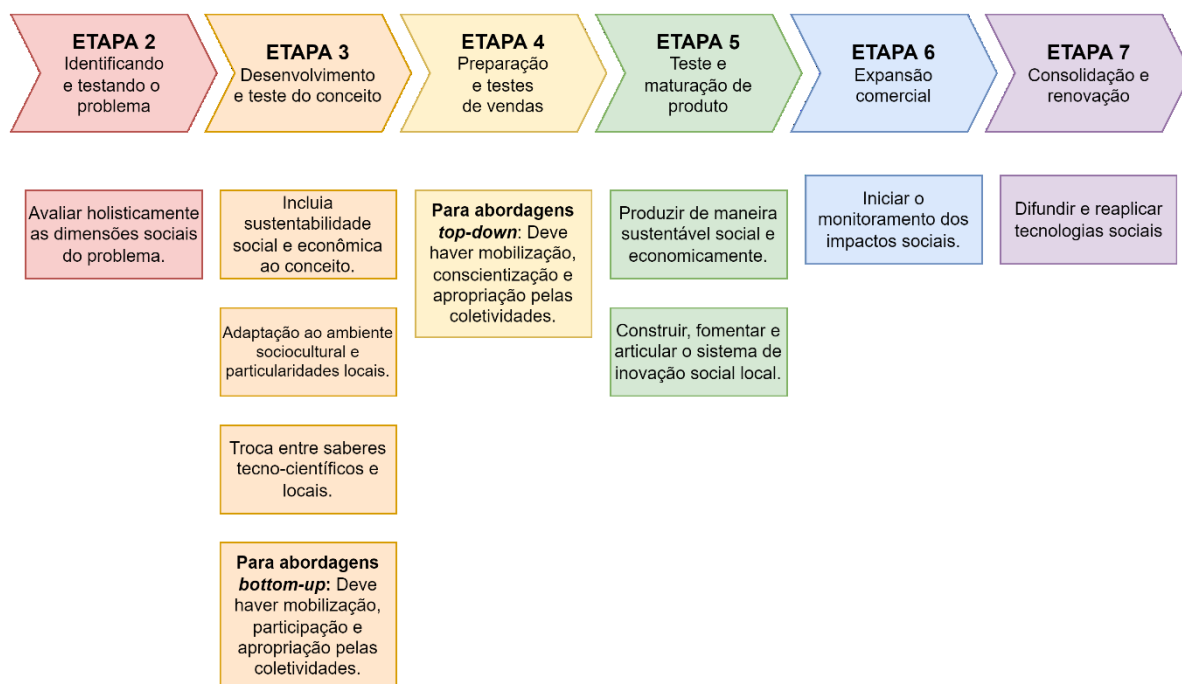 ETAPA 2
Identificando
e testando o
problema
ETAPA 3
Desenvolvimento
e teste do conceito
ETAPA 4
Preparação
e testes
de vendas
ETAPA 5
Teste e
maturação de
produto
ETAPA 6
Expansão
comercial
ETAPA 7
Consolidação e
renovação
Avaliar holisticamente
as dimensões sociais
do problema.
Incluia
sustentabilidade
social e econômica
ao conceito.
Adaptação ao ambiente
sociocultural e
particularidades locais.
Troca entre saberes
tecno-científicos e
locais.
Para abordagens
bottom-up: Deve
haver mobilização,
participação e
apropriação pelas
coletividades.
Para abordagens
top-down: Deve
haver mobilização,
conscientização e
apropriação pelas
coletividades.
Produzir de maneira
sustentável social e
economicamente.
Construir, fomentar e
articular o sistema de
inovação social local.
Iniciar o
monitoramento dos
impactos sociais.
Difundir e reaplicar
tecnologias sociais